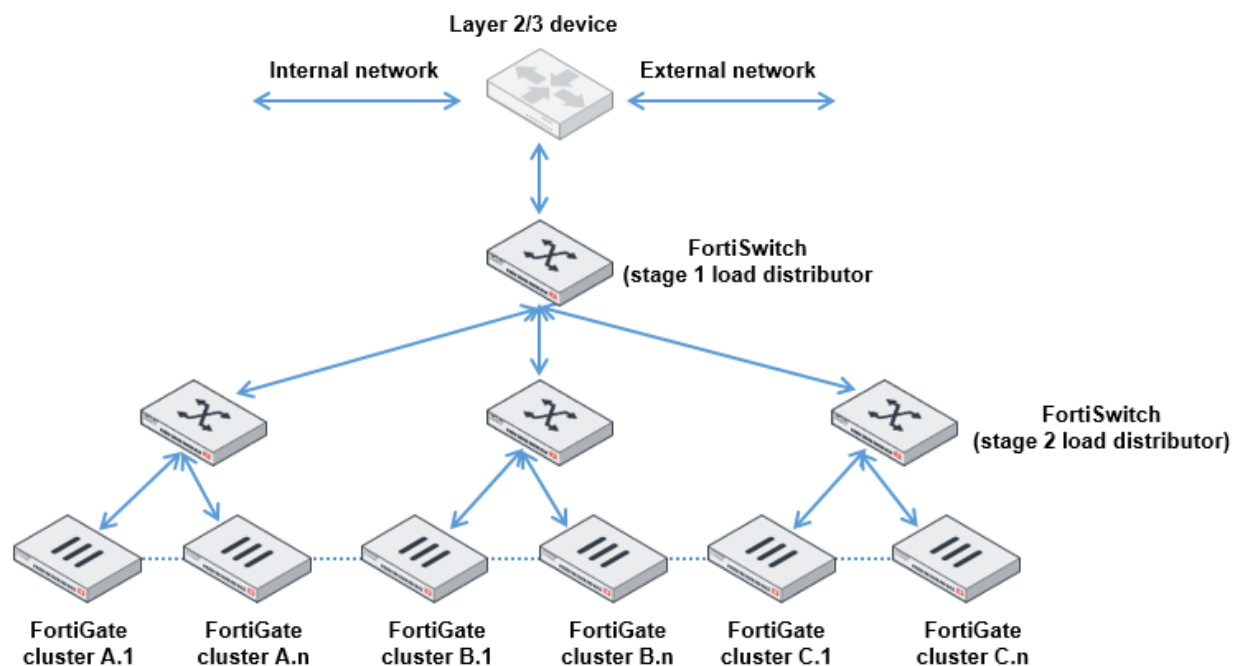 Layer 2/3 device
Internal network
External network
FortiSwitch
(stage 1 load distributor
FortiSwitch
(stage 2 load distributor)
FortiGate
cluster A.1
FortiGate
cluster A.n
FortiGate
cluster B.1
FortiGate
cluster B.n
FortiGate
cluster C.1
FortiGate
cluster C.n